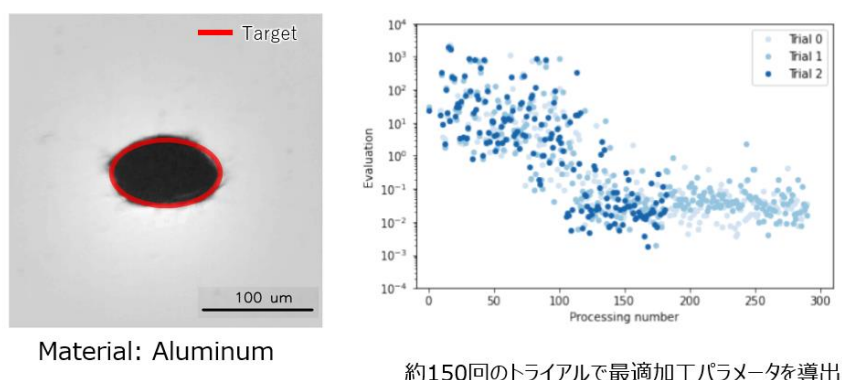 Target
100 um
Material: Aluminum
10⁴
10³
10²
10¹
10⁰
10⁻¹
10⁻²
10⁻³
10⁻⁴
Evaluation
0 50 100 150 200 250 300
Processing number
Trial 0
Trial 1
Trial 2
約150回のトライアルで最適加工パラメータを導出